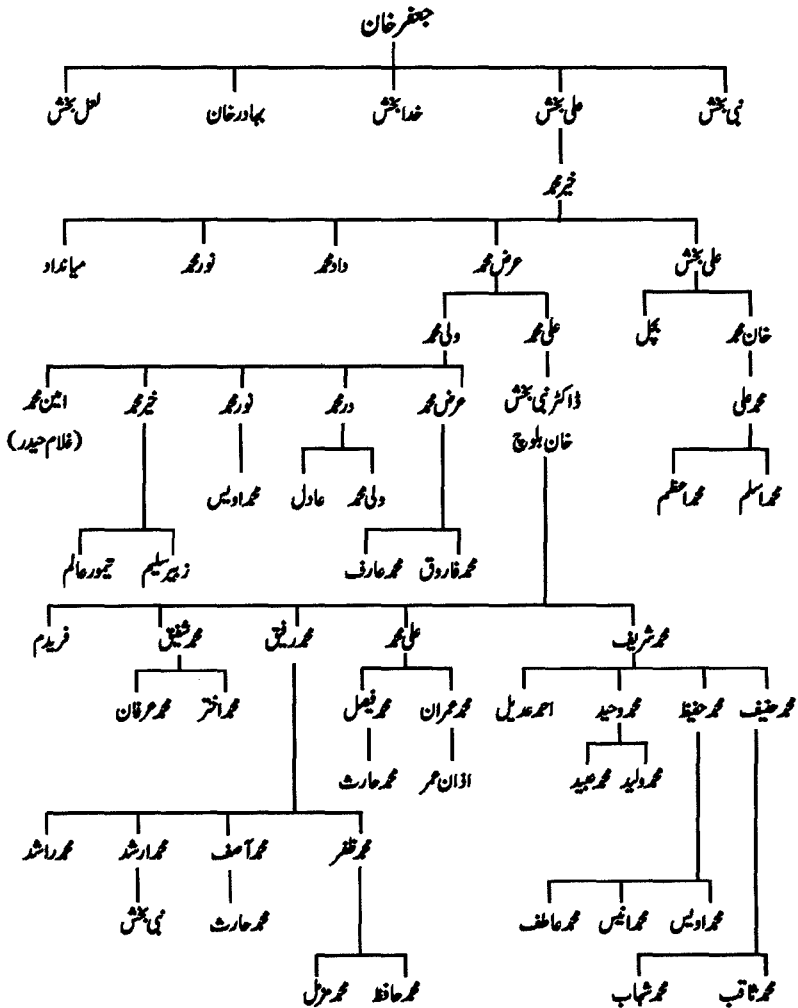 جعفر خان
نبی بخش علی بخش خدا بخش بہادر خان لعل بخش
خیر محمد
علی بخش عرض محمد داد محمد نور محمد میانداد
خان محمد بچل علی محمد ولی محمد
محمد علی ڈاکٹر نبی بخش عرض محمد در محمد نور محمد خیر محمد امین محمد
خان بلوچ (غلام حیدر)
محمد اسلم محمد اعظم ولی محمد عادل محمد اویس
محمد فاروق محمد عارف زبیر سلیم تیمور عالم
محمد شریف علی محمد محمد رفیق محمد شفیق فریدم
محمد حنیف محمد حفیظ محمد وحید احمد عدیل محمد عمران محمد فیصل محمد اختر محمد عرفان
محمد ولید محمد عبید اذان عمر محمد حارث
محمد ظفر محمد آصف محمد ارشد محمد راشد
محمد اویس محمد انیس محمد عاطف محمد حارث نبی بخش
محمد ثاقب محمد شہاب محمد حافظ محمد مزمل